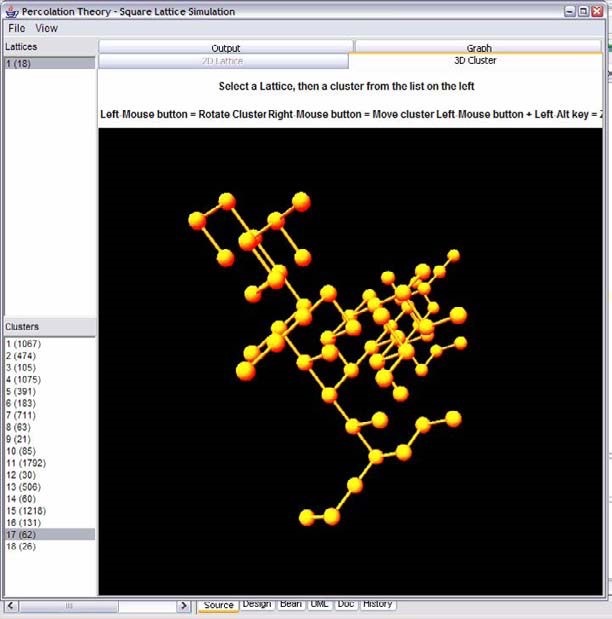 Percolation Theory - Square Lattice Simulation
File View
Lattices
Output Graph
1 (18)
2D Lattice 3D Cluster
Select a Lattice, then a cluster from the list on the left
Left Mouse button = Rotate Cluster Right Mouse button = Move cluster Left Mouse button + Left Alt key = Z
Clusters
1 (1067)
2 (474)
3 (105)
4 (1075)
5 (391)
6 (183)
7 (711)
8 (63)
9 (21)
10 (85)
11 (1792)
12 (30)
13 (506)
14 (60)
15 (1218)
16 (131)
17 (62)
18 (26)
Source Design Bean UML Doc History